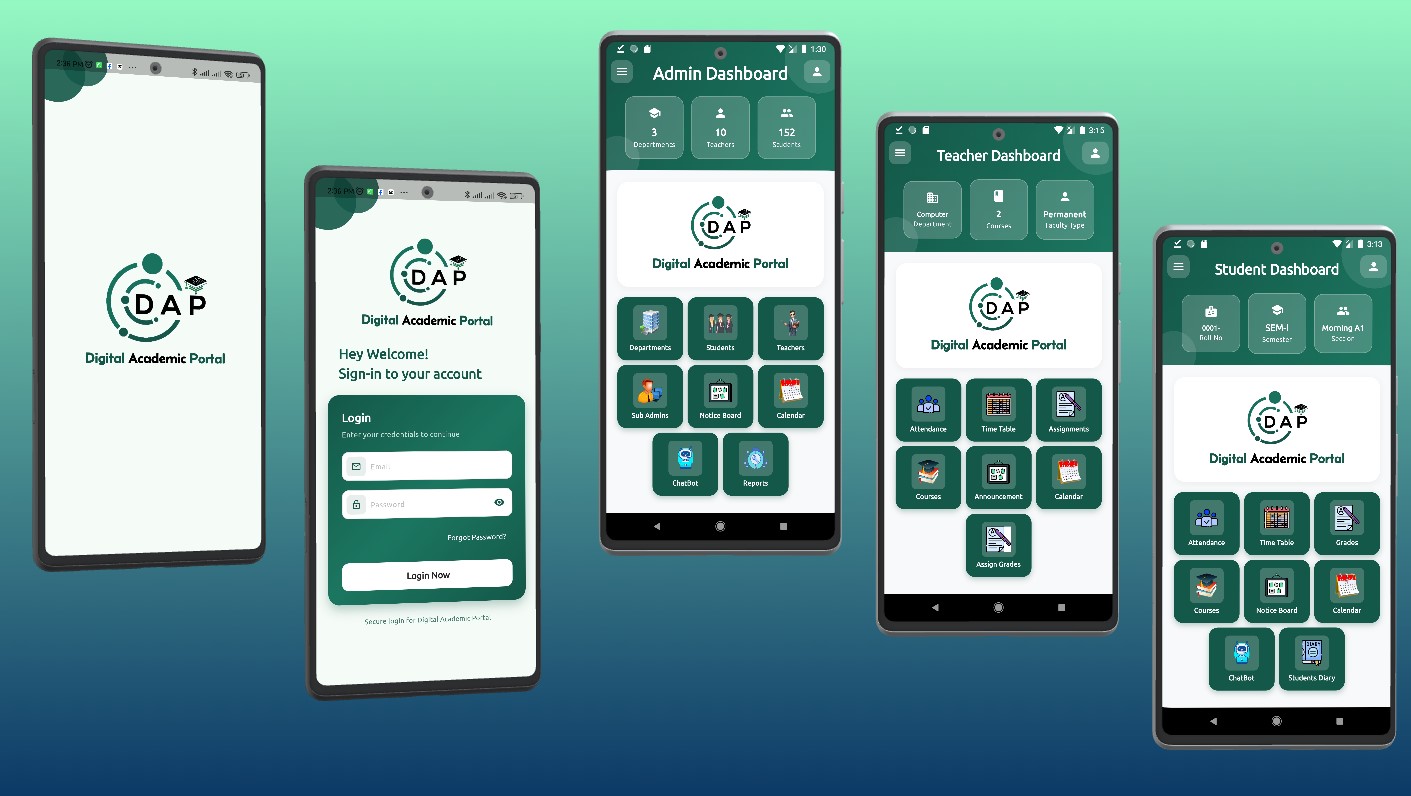 2:36 PM
DAP
Digital Academic Portal
2:36 PM
DAP
Digital Academic Portal
Hey Welcome!
Sign-in to your account
Login
Enter your credentials to continue
Email
Password
Forgot Password?
Login Now
Secure login for Digital Academic Portal.
1:30
Admin Dashboard
3
Departments
10
Teachers
152
Students
DAP
Digital Academic Portal
Departments
Students
Teachers
Sub Admins
Notice Board
Calendar
ChatBot
Reports
3:15
Teacher Dashboard
Computer
Department
2
Courses
Permanent
Faculty Type
DAP
Digital Academic Portal
Attendance
Time Table
Assignments
Courses
Announcement
Calendar
Assign Grades
3:13
Student Dashboard
0001-
Roll No
SEM-I
Semester
Morning A1
Section
DAP
Digital Academic Portal
Attendance
Time Table
Grades
Courses
Notice Board
Calendar
ChatBot
DIARY
Students Diary